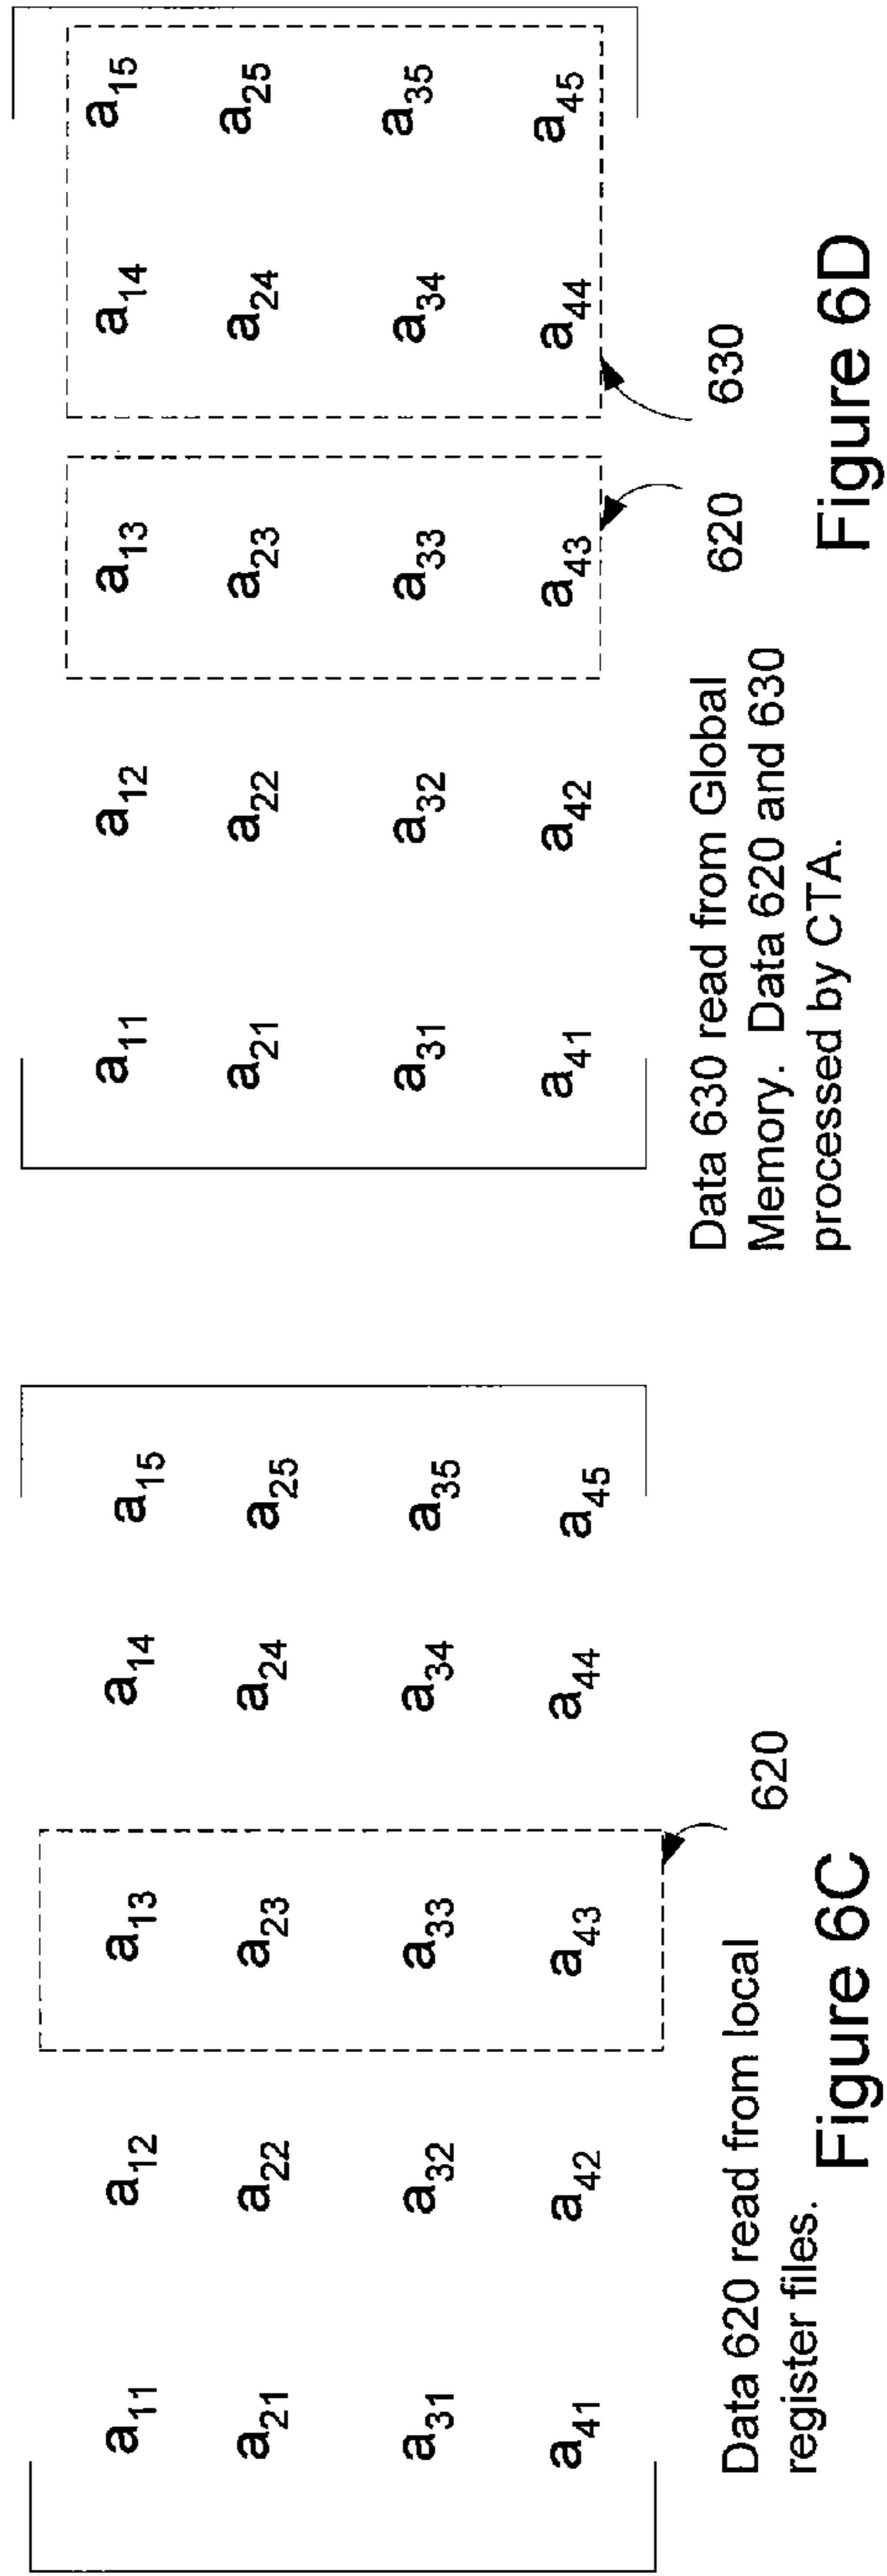 a11 a12 a13 a14 a15
a21 a22 a23 a24 a25
a31 a32 a33 a34 a35
a41 a42 a43 a44 a45
620
Data 620 read from local
register files.
Figure 6C
a11 a12 a13 a14 a15
a21 a22 a23 a24 a25
a31 a32 a33 a34 a35
a41 a42 a43 a44 a45
620 630
Data 630 read from Global
Memory. Data 620 and 630
processed by CTA.
Figure 6D